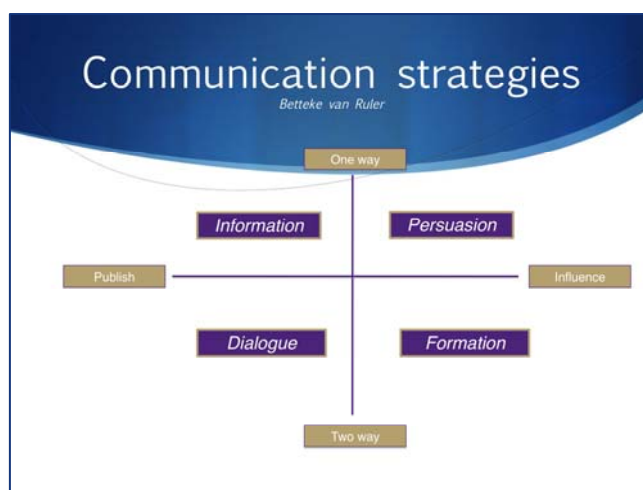 Communication strategies
Betteke van Ruler
One way
Information
Persuasion
Publish
Influence
Dialogue
Formation
Two way